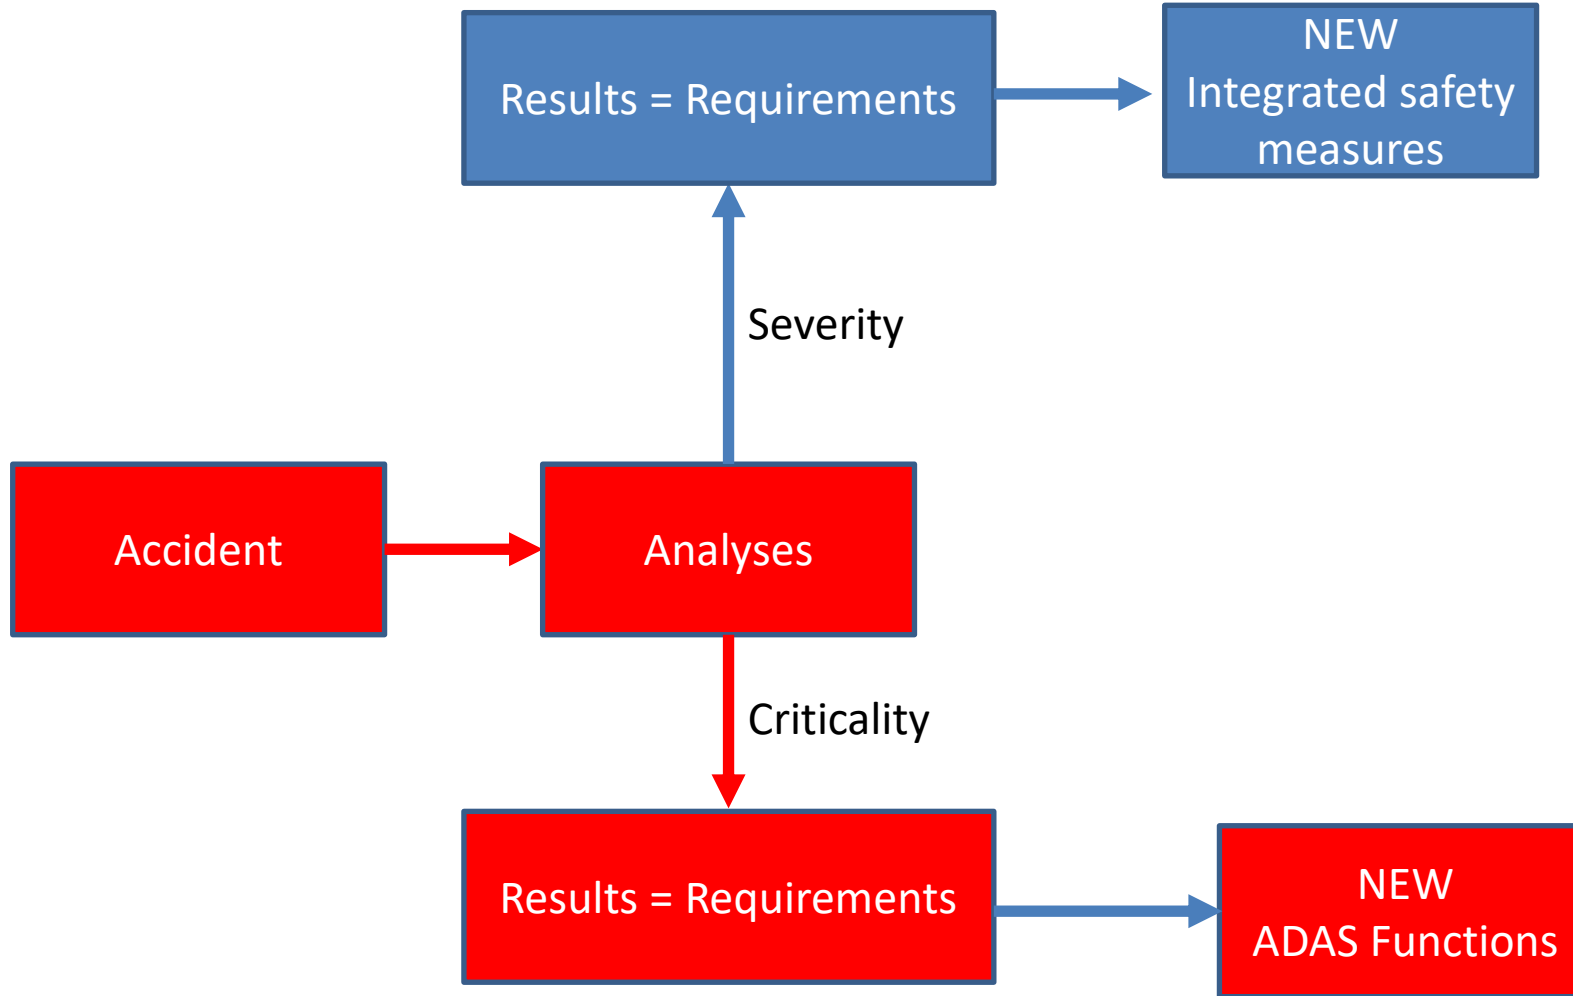 Results = Requirements
NEW
Integrated safety
measures
Severity
Accident
Analyses
Criticality
Results = Requirements
NEW
ADAS Functions